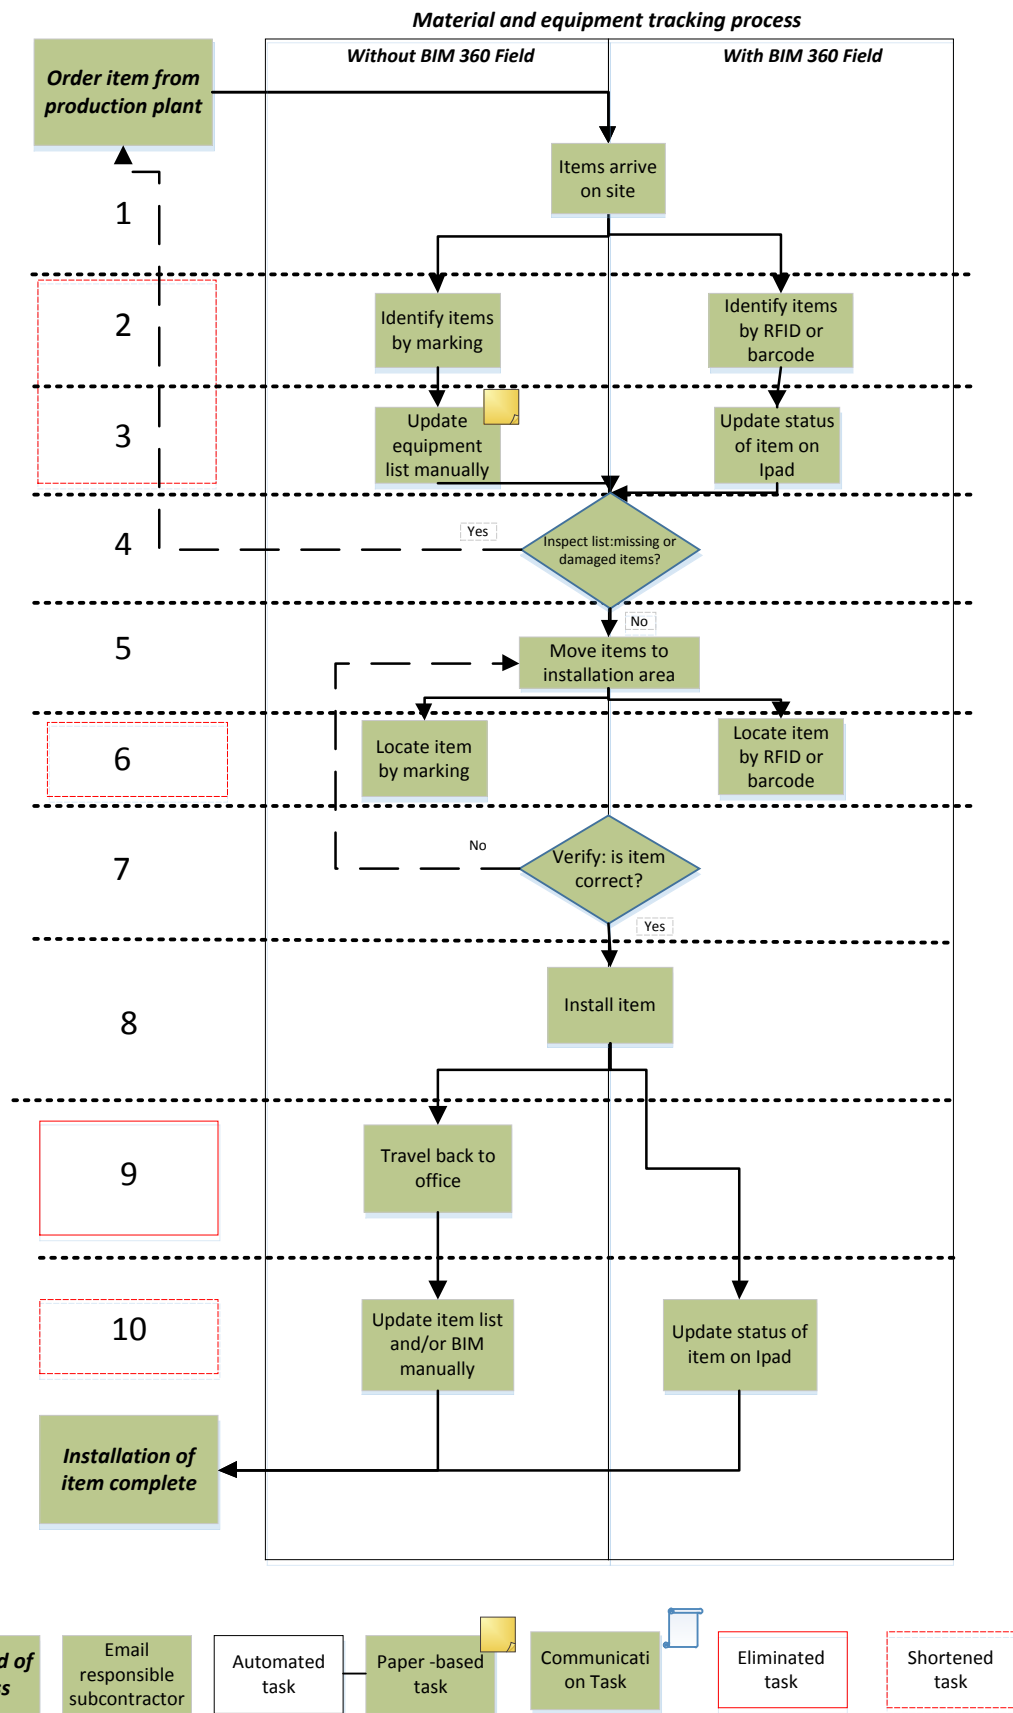 Material and equipment tracking process
Without BIM 360 Field
With BIM 360 Field
Order item from
production plant
Items arrive
on site
1
2
Identify items
by marking
Identify items
by RFID or
barcode
3
Update
equipment
list manually
Update status
of item on
Ipad
4
Yes
Inspect list:missing or
damaged items?
No
5
Move items to
installation area
6
Locate item
by marking
Locate item
by RFID or
barcode
7
No
Verify: is item
correct?
Yes
8
Install item
9
Travel back to
office
10
Update item list
and/or BIM
manually
Update status of
item on Ipad
Installation of
item complete
d of
ss
Email
responsible
subcontractor
Automated
task
Paper -based
task
Communicati
on Task
Eliminated
task
Shortened
task